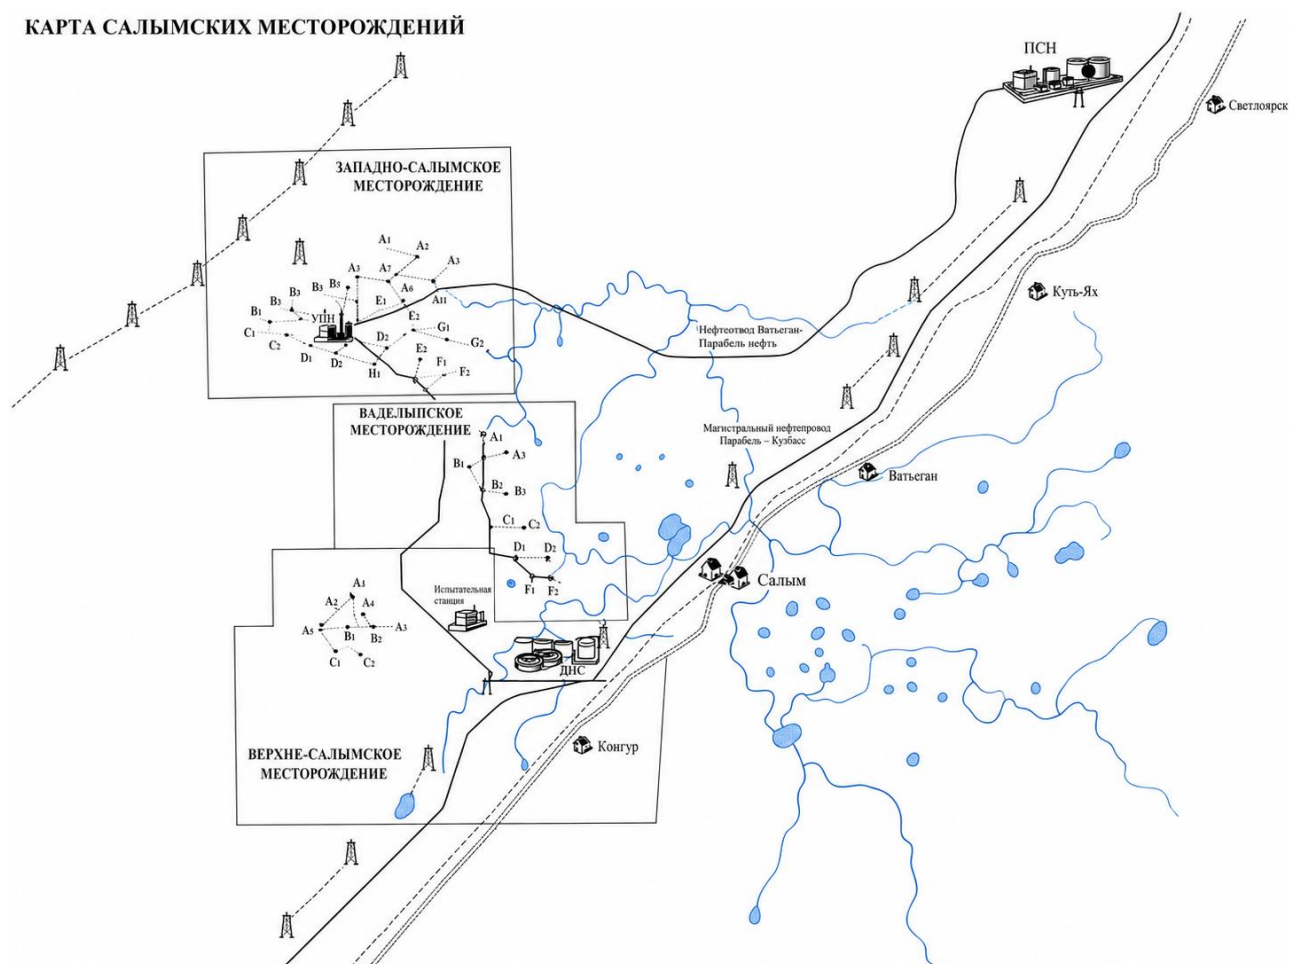 КАРТА САЛЫМСКИХ МЕСТОРОЖДЕНИЙ
ПСН
Светлоярск
ЗАПАДНО-САЛЫМСКОЕ
МЕСТОРОЖДЕНИЕ
A1
A2
A3
A7
A3
B3
B3
A6
A11
B3
B3
E1
B1
УПН
E2
G1
C1
C2
D2
G2
D1
D2
E2
H1
F1
F2
Куть-Ях
Нефтеотвод Ватьеган-
Парабель нефть
ВАДЕЛЫПСКОЕ
МЕСТОРОЖДЕНИЕ
A1
A3
B1
B2
B3
C1
C2
D1
D2
F1
F2
Магистральный нефтепровод
Парабель – Кузбасс
Ватьеган
Салым
Испытательная
станция
A3
A2
A4
A5
B1
B2
A3
C1
C2
ДНС
Конгур
ВЕРХНЕ-САЛЫМСКОЕ
МЕСТОРОЖДЕНИЕ